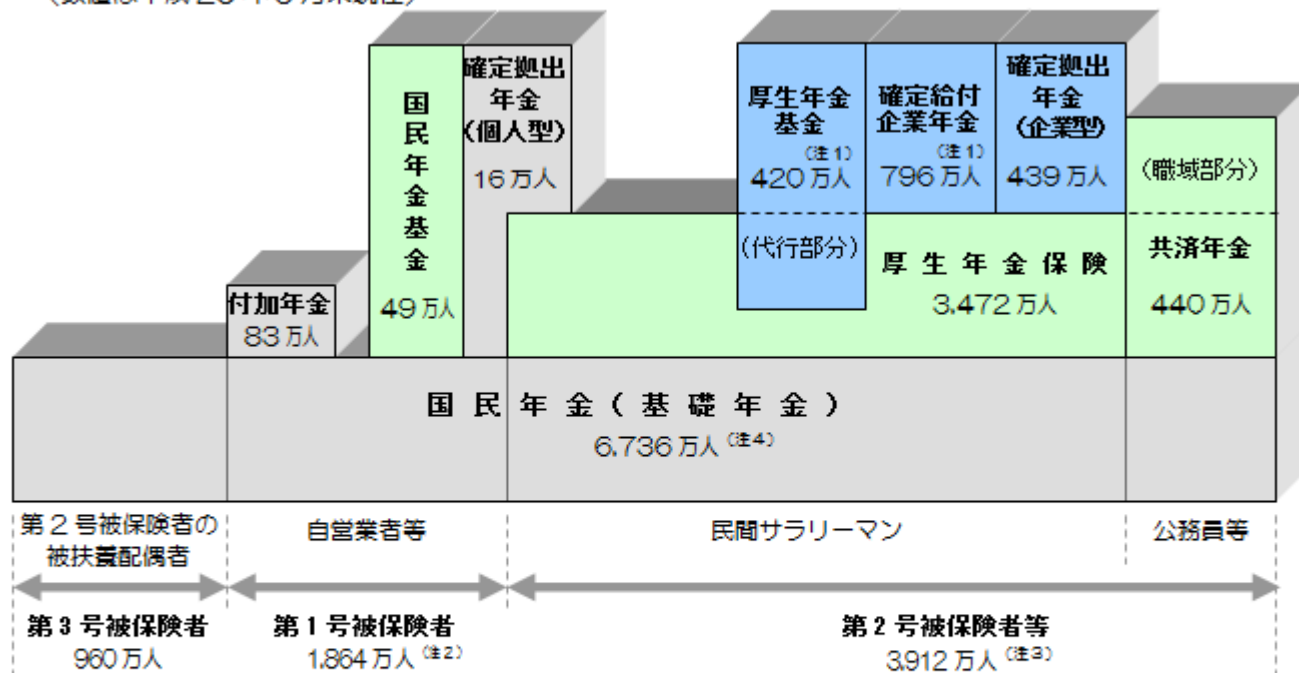 国民年金基金
49万人
確定拠出
年金
(個人型)
16万人
厚生年金
基金
(注1)
420万人
(代行部分)
確定給付
企業年金
(注1)
796万人
確定拠出
年金
(企業型)
439万人
(職域部分)
共済年金
440万人
厚生年金保険
3,472万人
付加年金
83万人
国民年金(基礎年金)
6,736万人(注4)
第2号被保険者の
被扶養配偶者
自営業者等
民間サラリーマン
公務員等
第3号被保険者
960万人
第1号被保険者
1,864万人(注2)
第2号被保険者等
3,912万人(注3)